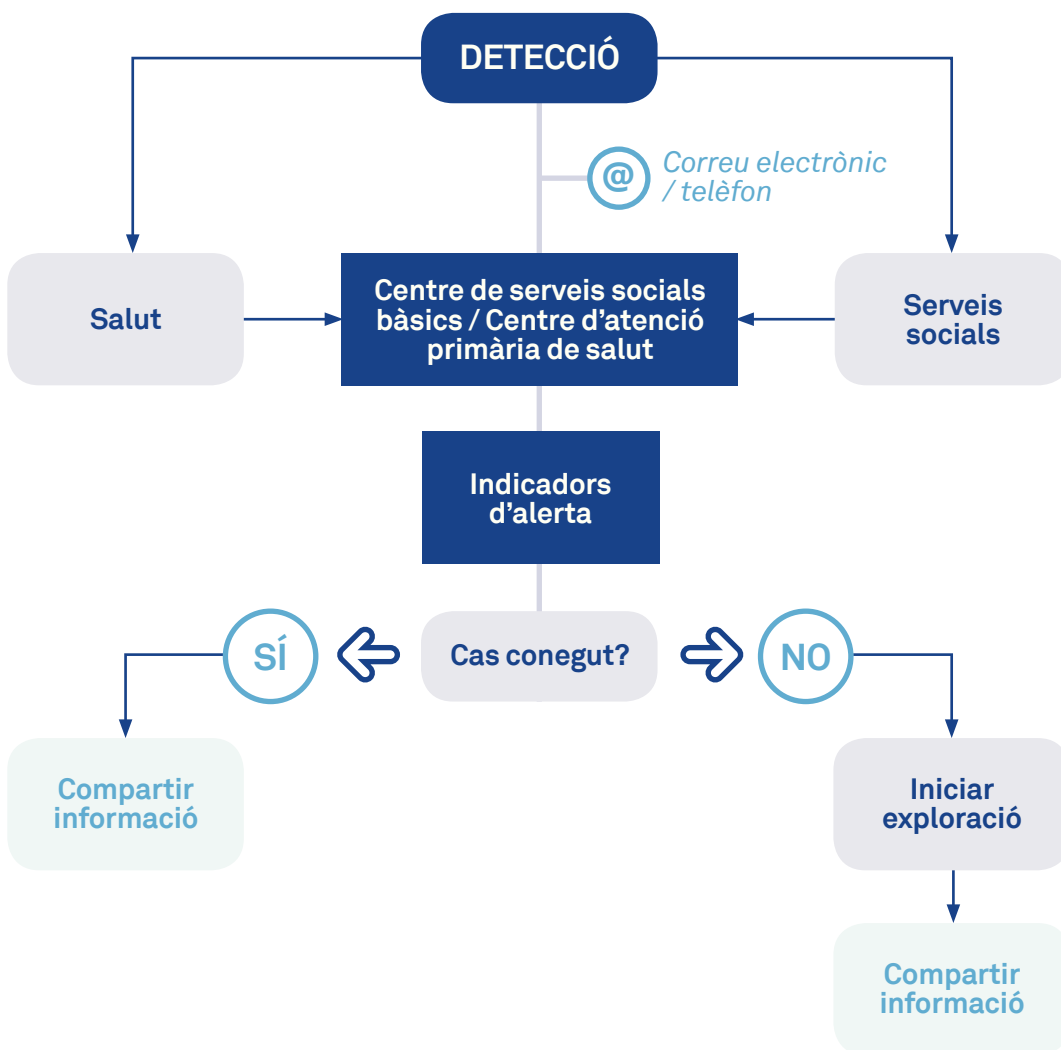 DETECCIÓ
@
Correu electrònic
/ telèfon
Salut
Centre de serveis socials
bàsics / Centre d'atenció
primària de salut
Serveis
socials
Indicadors
d'alerta
SÍ
Cas conegut?
NO
Compartir
informació
Iniciar
exploració
Compartir
informació